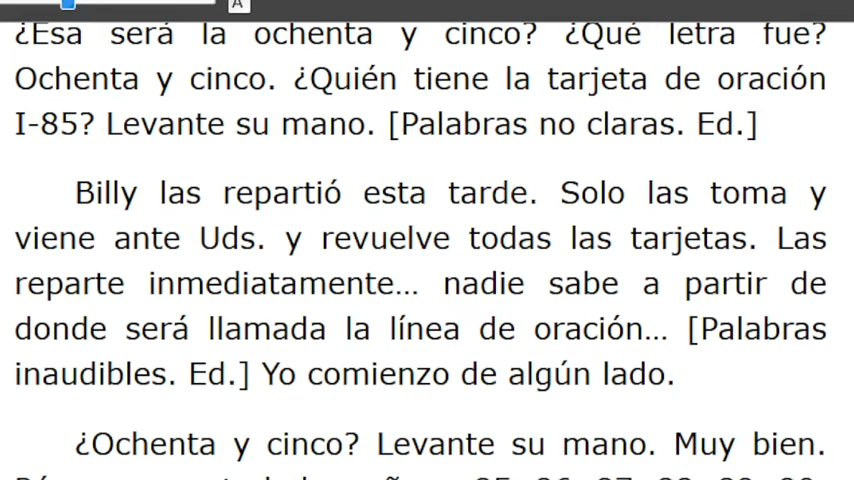 A
¿Esa será la ochenta y cinco? ¿Qué letra fue?
Ochenta y cinco. ¿Quién tiene la tarjeta de oración
I-85? Levante su mano. [Palabras no claras. Ed.]
Billy las repartió esta tarde. Solo las toma y
viene ante Uds. y revuelve todas las tarjetas. Las
reparte inmediatamente... nadie sabe a partir de
donde será llamada la línea de oración... [Palabras
inaudibles. Ed.] Yo comienzo de algún lado.
¿Ochenta y cinco? Levante su mano. Muy bien.